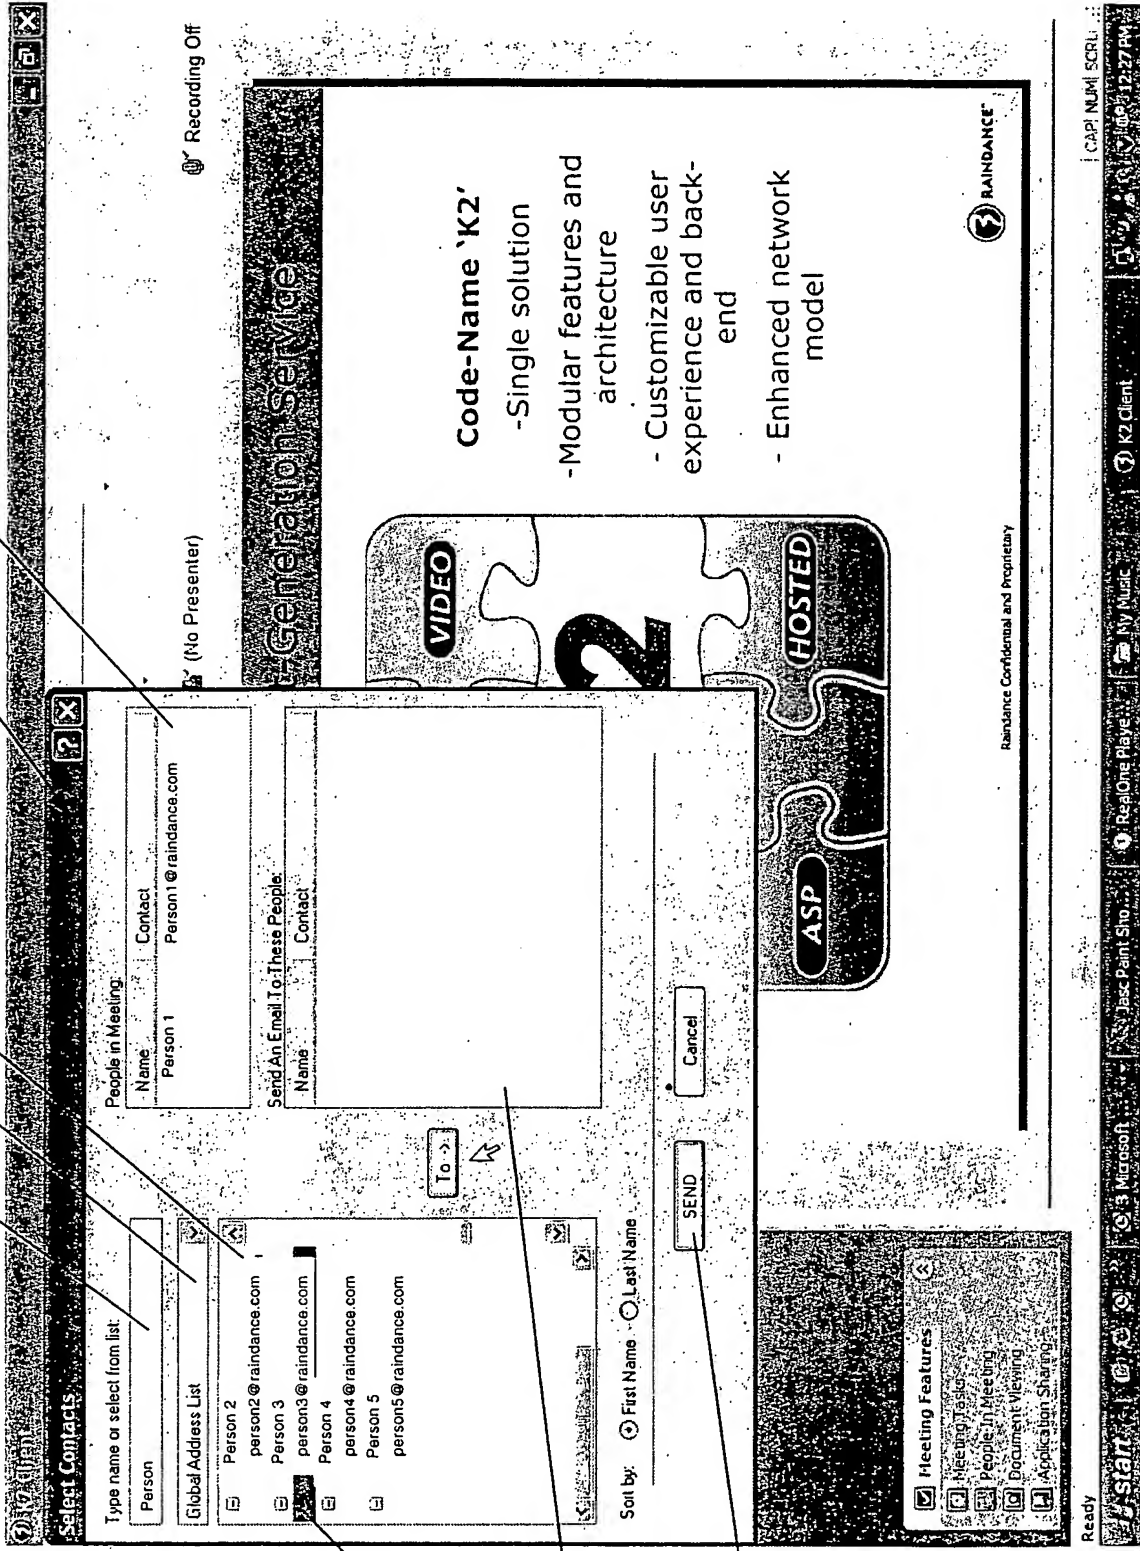 K2 Client
Select Contacts
Type name or select from list:
Person
Global Address List
Person 2
person2@raindance.com
Person 3
person3@raindance.com
Person 4
person4@raindance.com
Person 5
person5@raindance.com
Sort by: First Name Last Name
To ->
People in Meeting:
Name Contact
Person 1 Person1@raindance.com
Send An Email To These People:
Name Contact
SEND Cancel
(No Presenter)
Recording Off
-Generation Service
VIDEO
2
HOSTED
ASP
Code-Name 'K2'
-Single solution
-Modular features and
architecture
- Customizable user
experience and back-
end
- Enhanced network
model
Raindance Confidential and Proprietary
RAINDANCE
Meeting Features
Meeting Tasks
People In Meeting
Document Viewing
Application Sharing
Ready
CAP NUM SCRL
Start
3 Microsoft
Jasc Paint Sho...
RealOne Player
My Music
K2 Client
12:27 PM